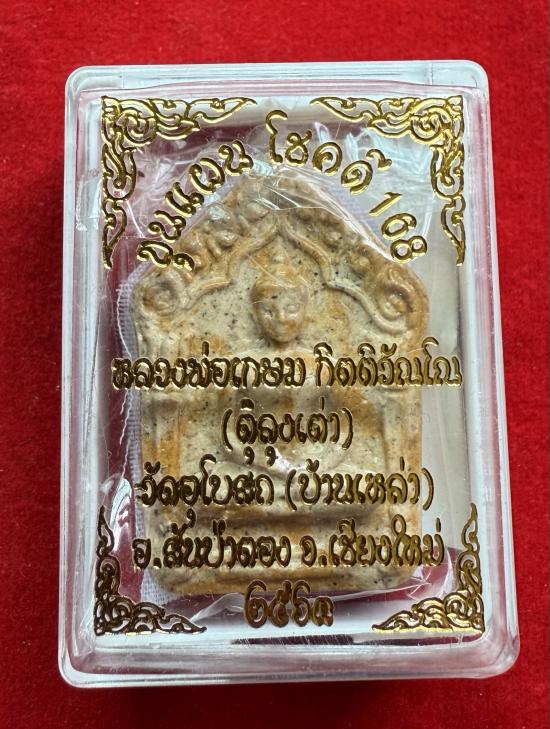 ขุนแผน โชคดี 168
หลวงพ่อเกษม กิตติวัณโณ
(ตุ๊ลุงเต่า)
วัดอุโบสถ (บ้านเหล่า)
อ.สันป่าตอง จ.เชียงใหม่
๒๕๖๓